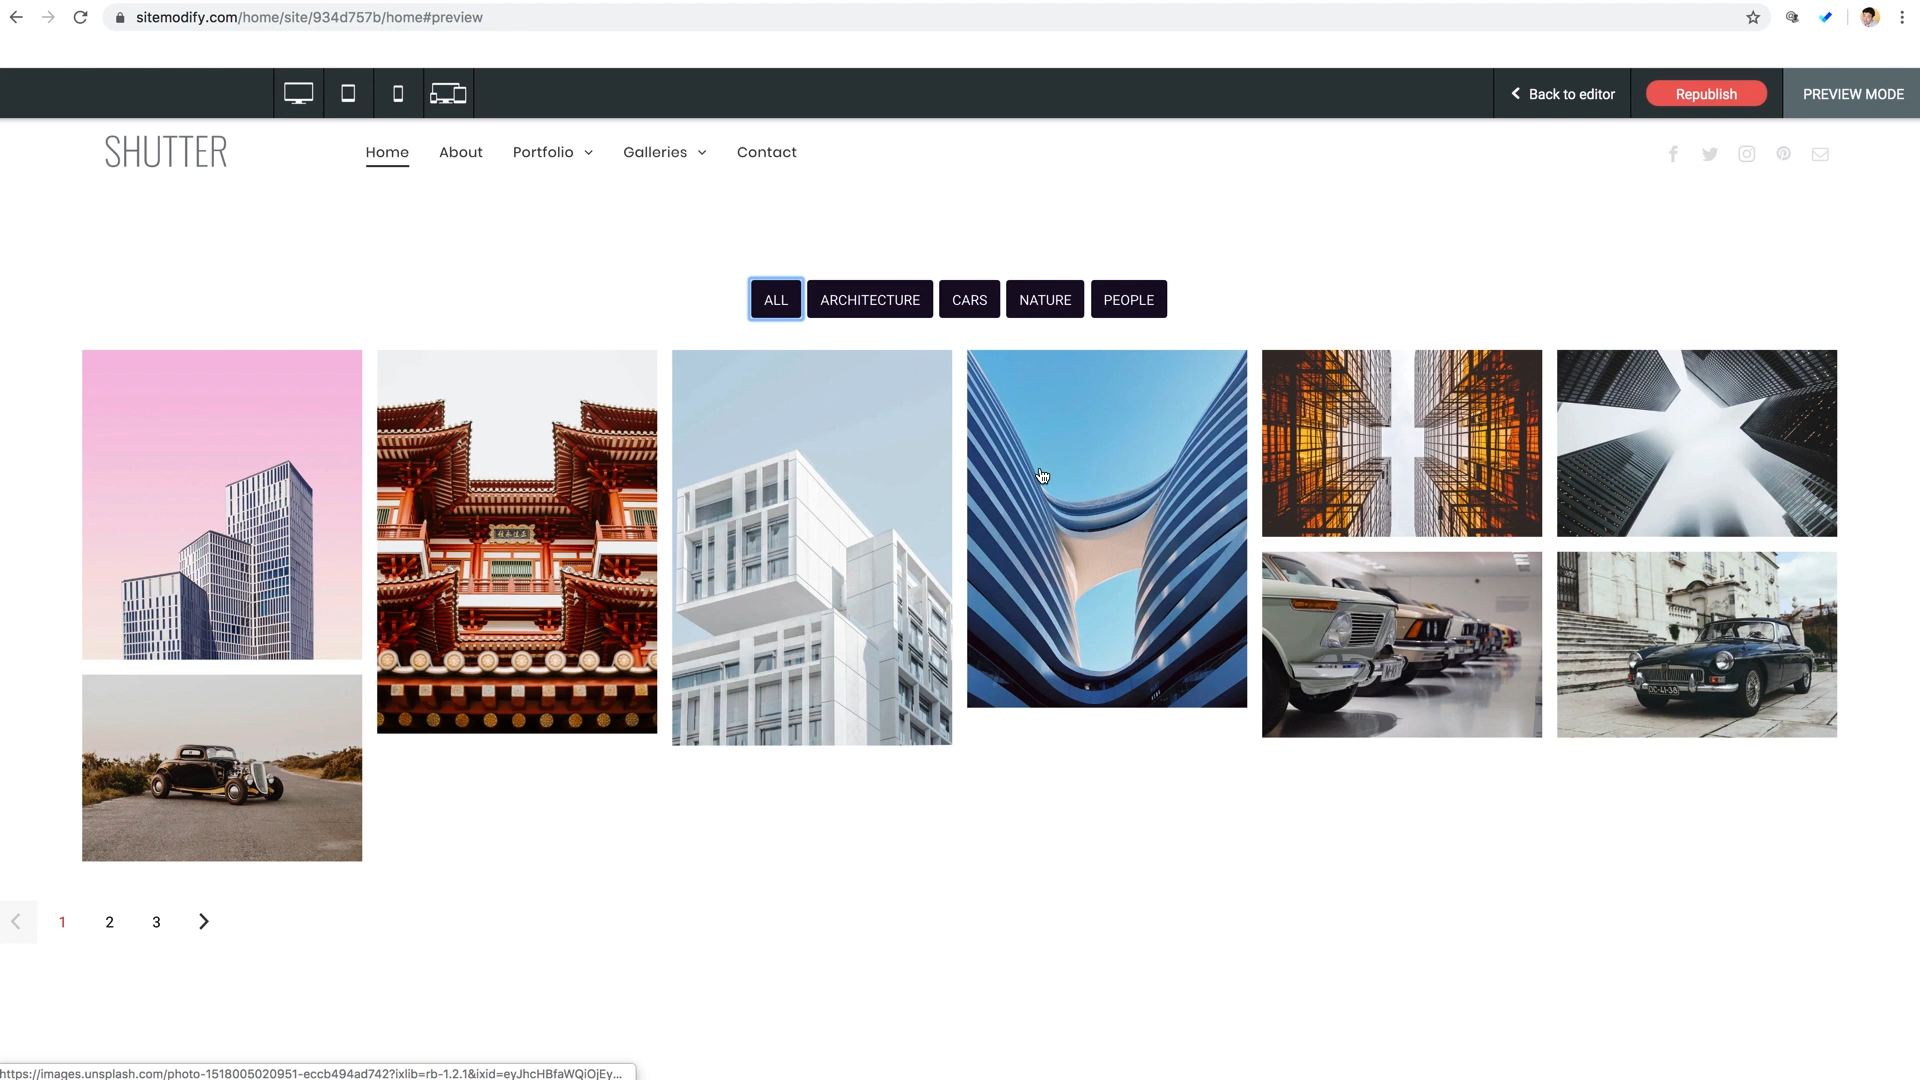 sitemodify.com/home/site/934d757b/home#preview
Back to editor
Republish
PREVIEW MODE
SHUTTER
Home
About
Portfolio
Galleries
Contact
ALL
ARCHITECTURE
CARS
NATURE
PEOPLE
1
2
3
https://images.unsplash.com/photo-1518005020951-eccb494ad742?ixlib=rb-1.2.1&ixid=eyJhcHBfaWQiOjEy...